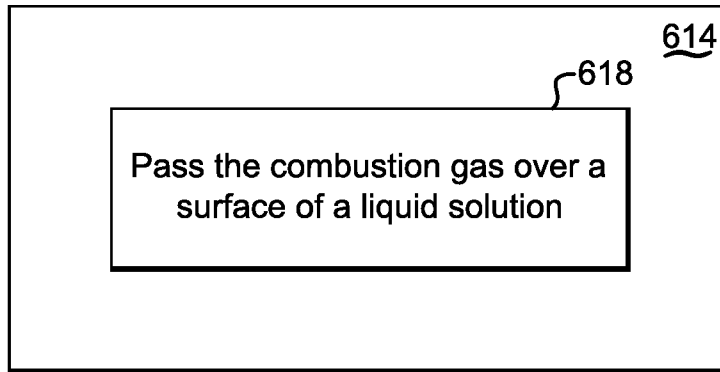 614
618
Pass the combustion gas over a
surface of a liquid solution